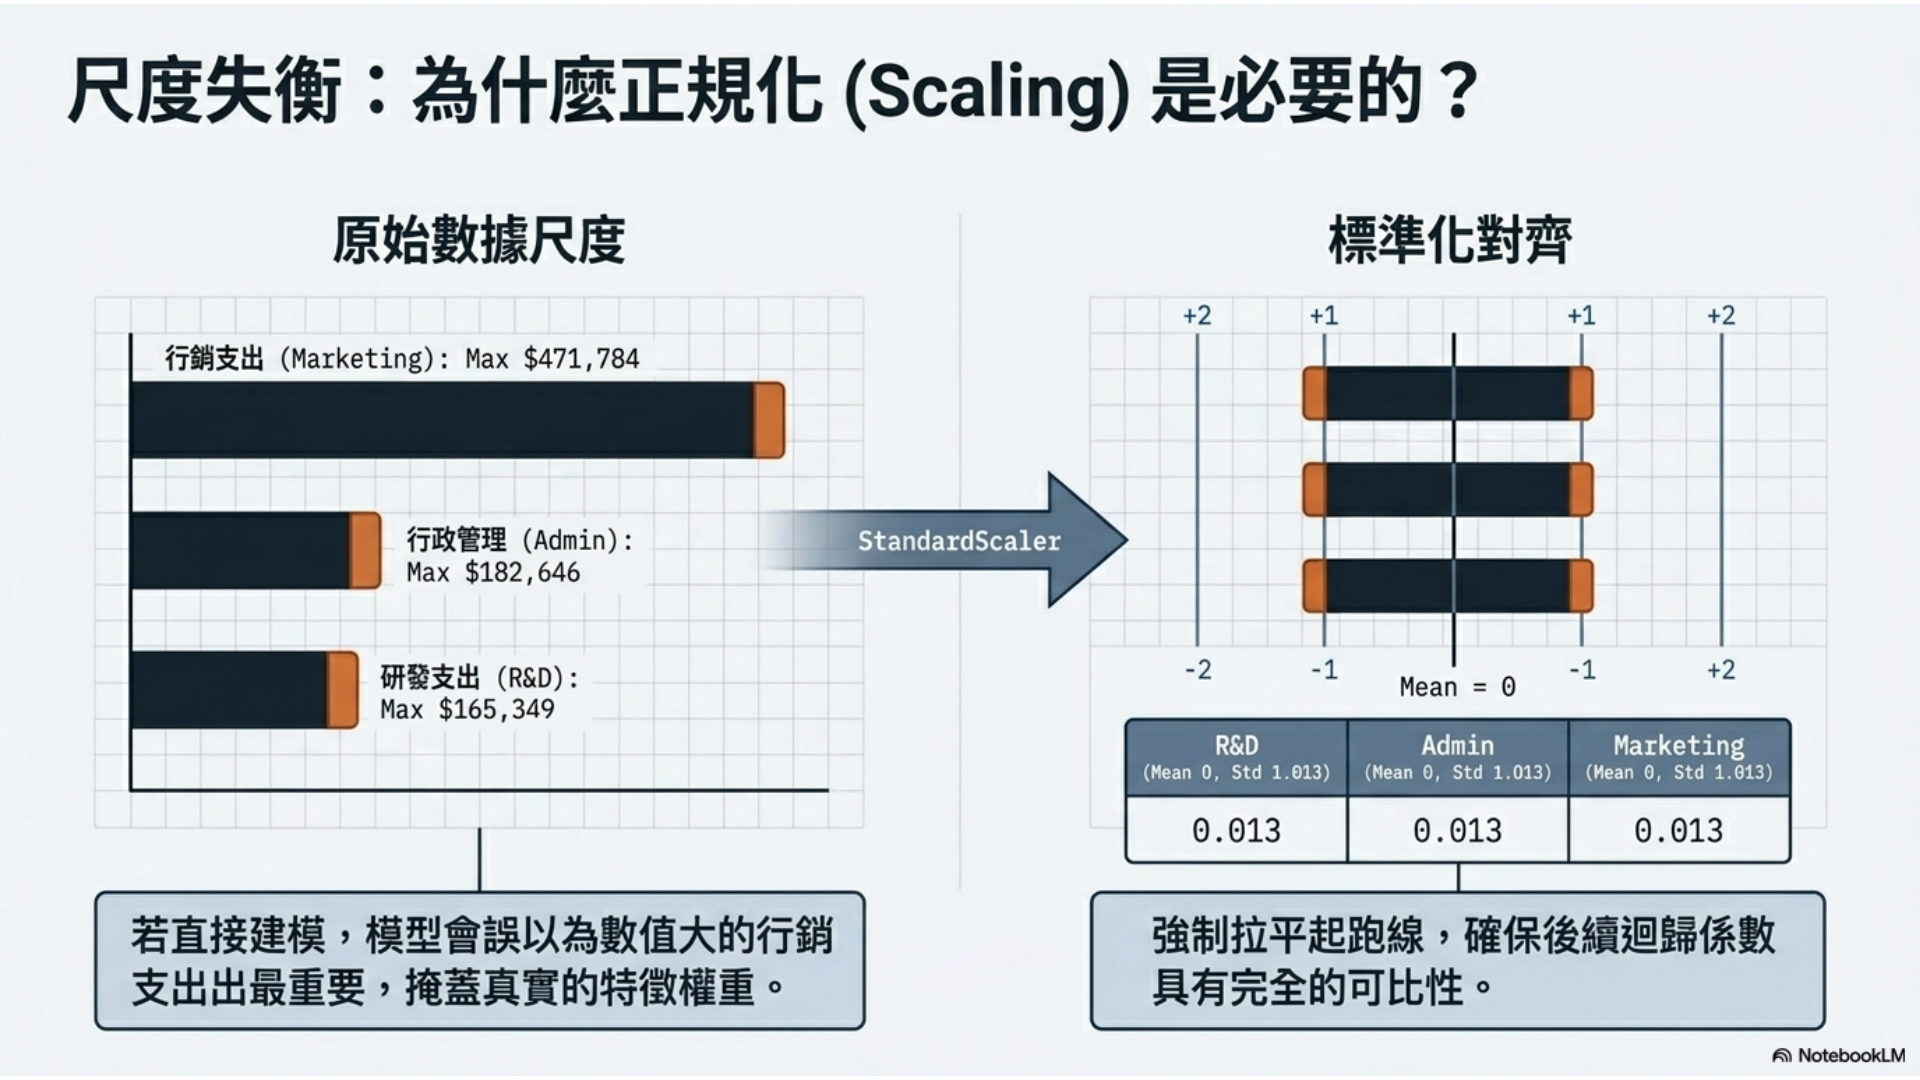 尺度失衡：為什麼正規化 (Scaling) 是必要的？
原始數據尺度
行銷支出 (Marketing): Max $471,784
行政管理 (Admin):
Max $182,646
研發支出 (R&D):
Max $165,349
若直接建模，模型會誤以為數值大的行銷
支出出最重要，掩蓋真實的特徵權重。
StandardScaler
標準化對齊
+2 +1 +1 +2
-2 -1 -1 +2
Mean = 0
R&D Admin Marketing
(Mean 0, Std 1.013) (Mean 0, Std 1.013) (Mean 0, Std 1.013)
0.013 0.013 0.013
強制拉平起跑線，確保後續迴歸係數
具有完全的可比性。
NotebookLM